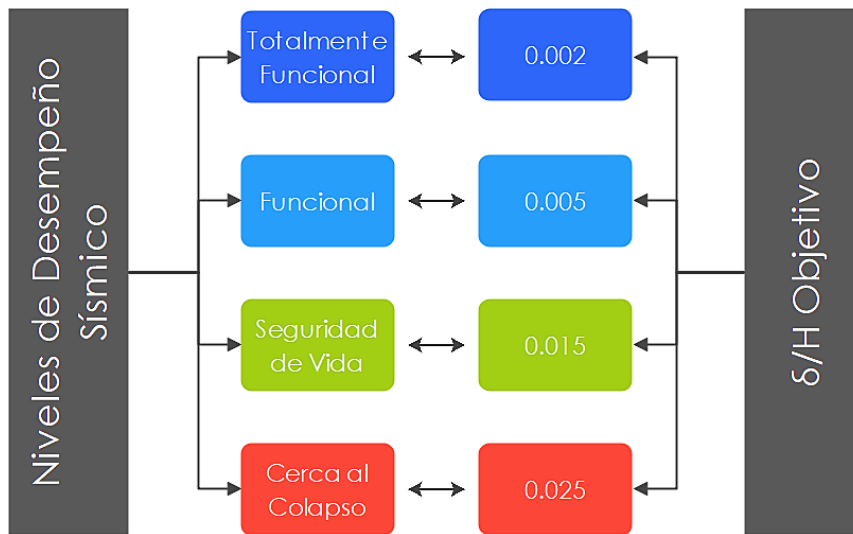 Niveles de Desempeño
Sísmico
Totalmente
Funcional
0.002
Funcional
0.005
Seguridad
de Vida
0.015
Cerca al
Colapso
0.025
δ/H Objetivo